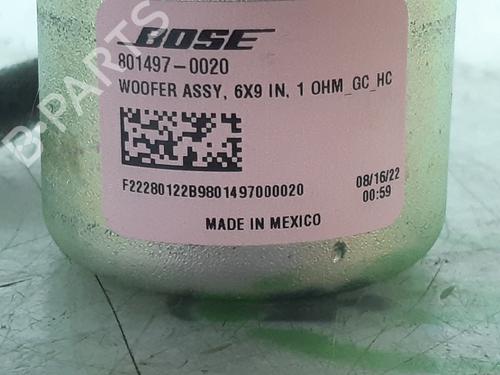 BOSE
801497-0020
WOOFER ASSY, 6X9 IN, 1 OHM_GC_HC
F22280122B9801497000020
08/16/22
00:59
MADE IN MEXICO
B-PARTS